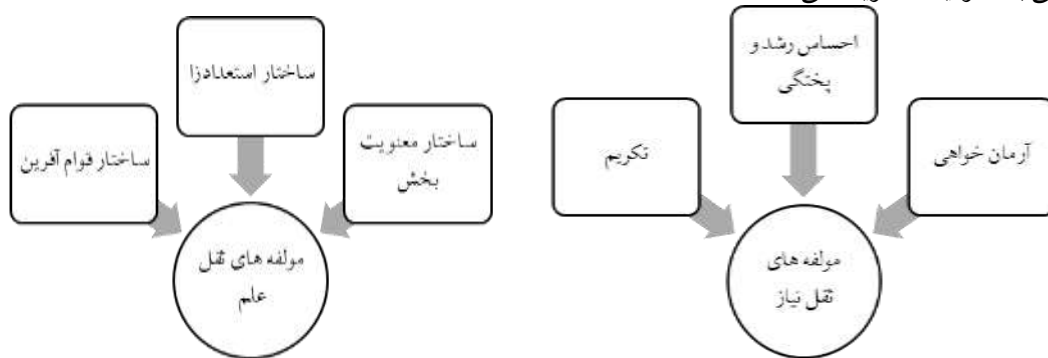 احساس رشد و
پختگی
آرمان خواهی
تکریم
مولفه های
ثقل نیاز
ساختار استعدادزا
ساختار معنویت
بخش
ساختار قوام آفرین
مولفه های ثقل
علم